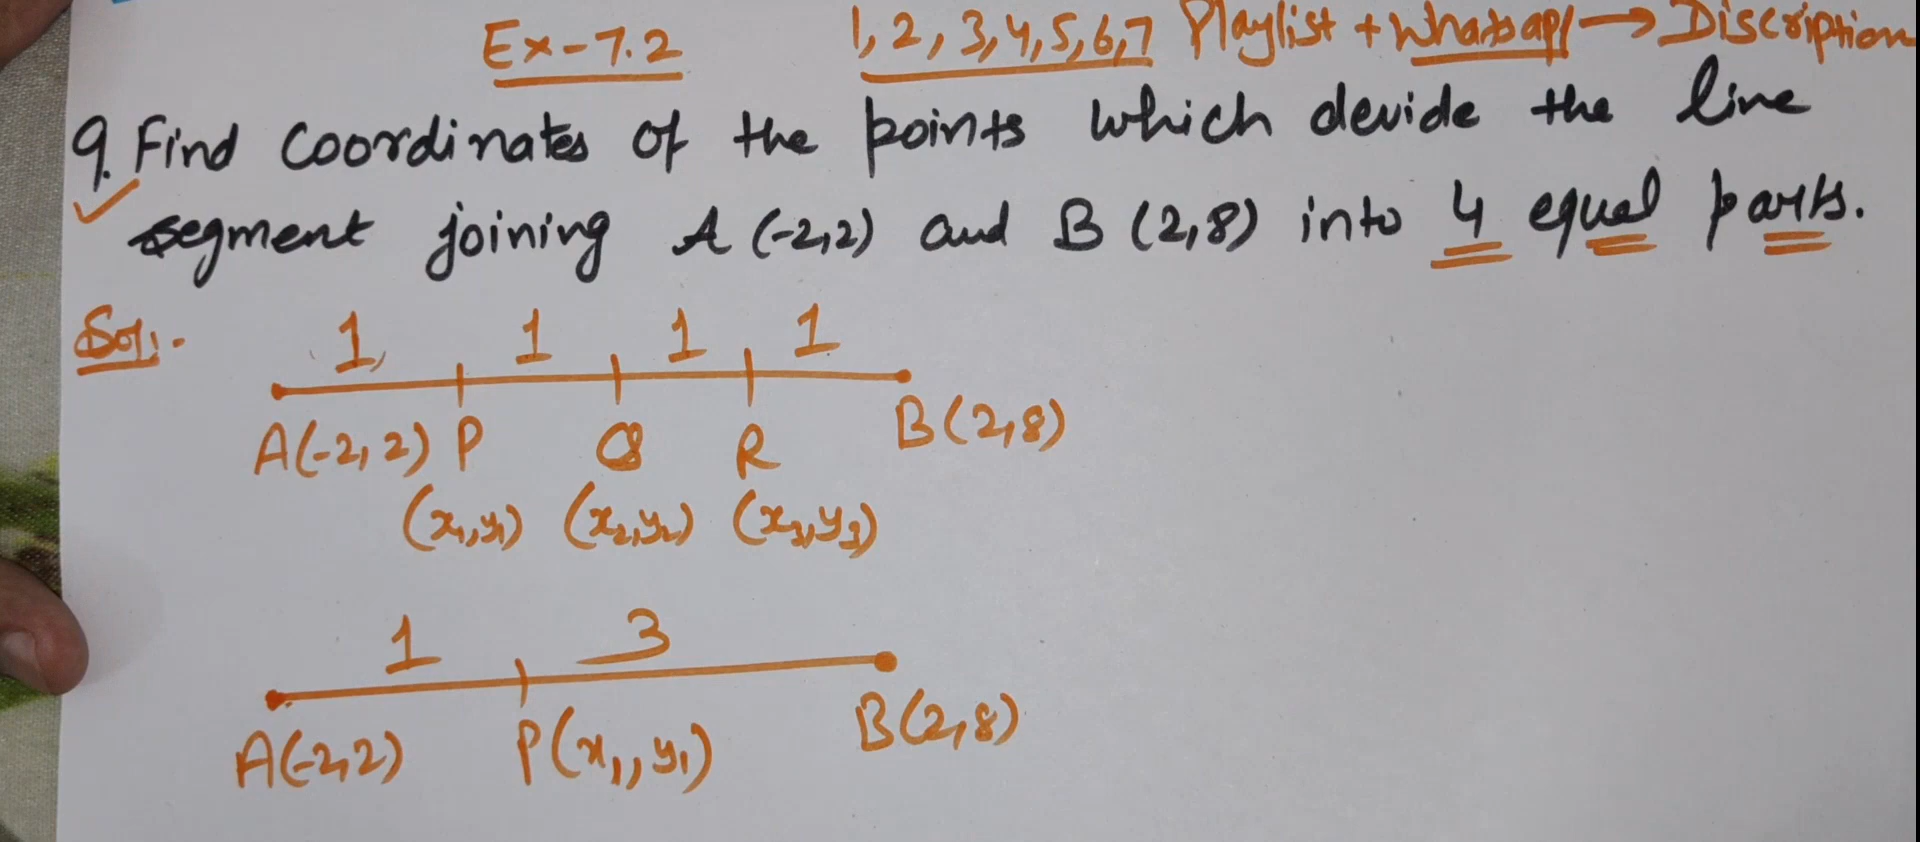 Ex-7.2 1,2,3,4,5,6,7 Playlist + Whatsapp → Discription
9. Find coordinates of the points which devide the line
segment joining A (-2,2) and B (2,8) into 4 equal parts.
Sol:-
1 1 1 1
A(-2,2) P Q R B(2,8)
(x₁,y₁) (x₂,y₂) (x₃,y₃)
1 3
A(-2,2) P(x₁,y₁) B(2,8)